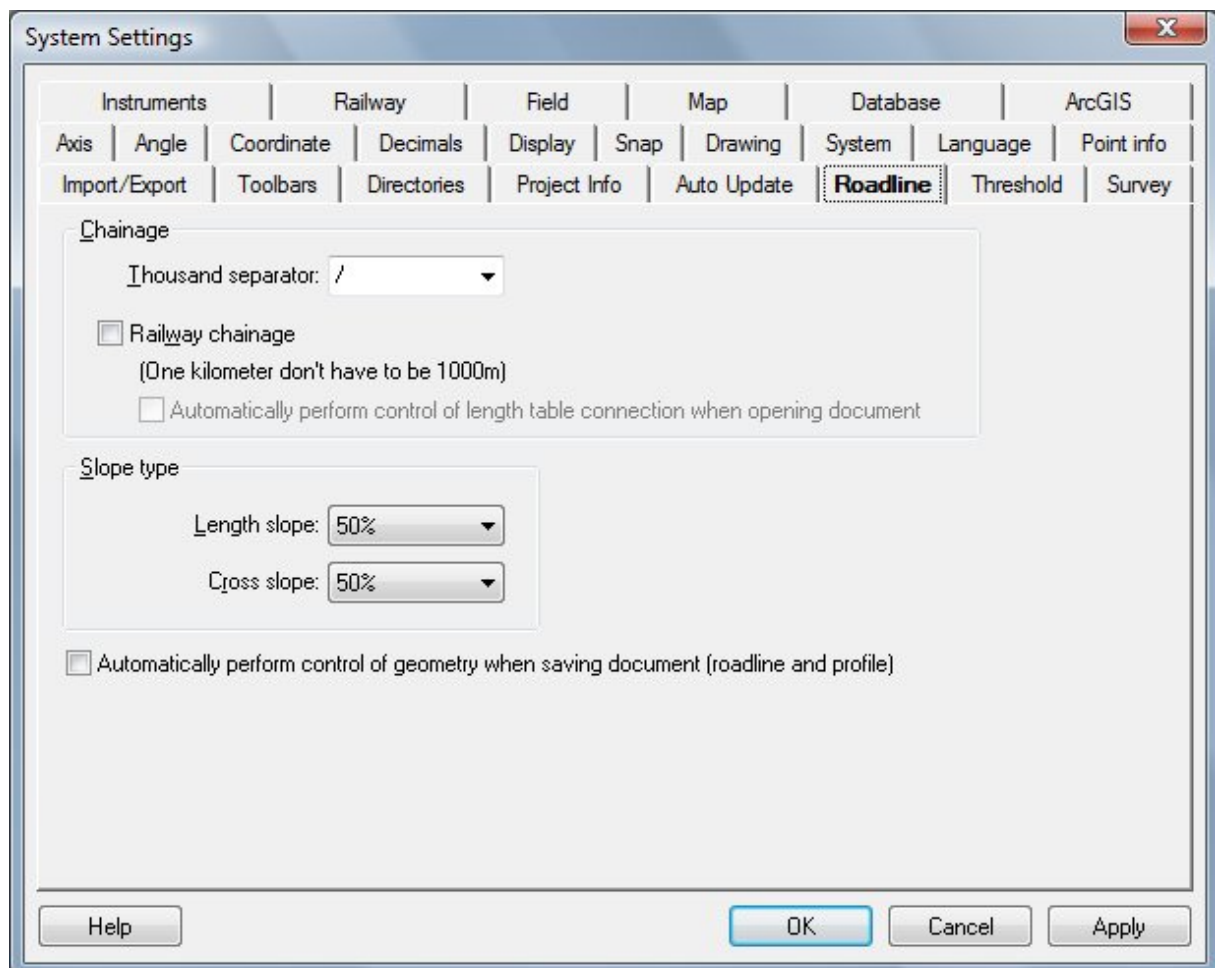 System Settings
Instruments Railway Field Map Database ArcGIS
Axis Angle Coordinate Decimals Display Snap Drawing System Language Point info
Import/Export Toolbars Directories Project Info Auto Update Roadline Threshold Survey
Chainage
Thousand separator: /
Railway chainage
(One kilometer don't have to be 1000m)
Automatically perform control of length table connection when opening document
Slope type
Length slope: 50%
Cross slope: 50%
Automatically perform control of geometry when saving document (roadline and profile)
Help OK Cancel Apply